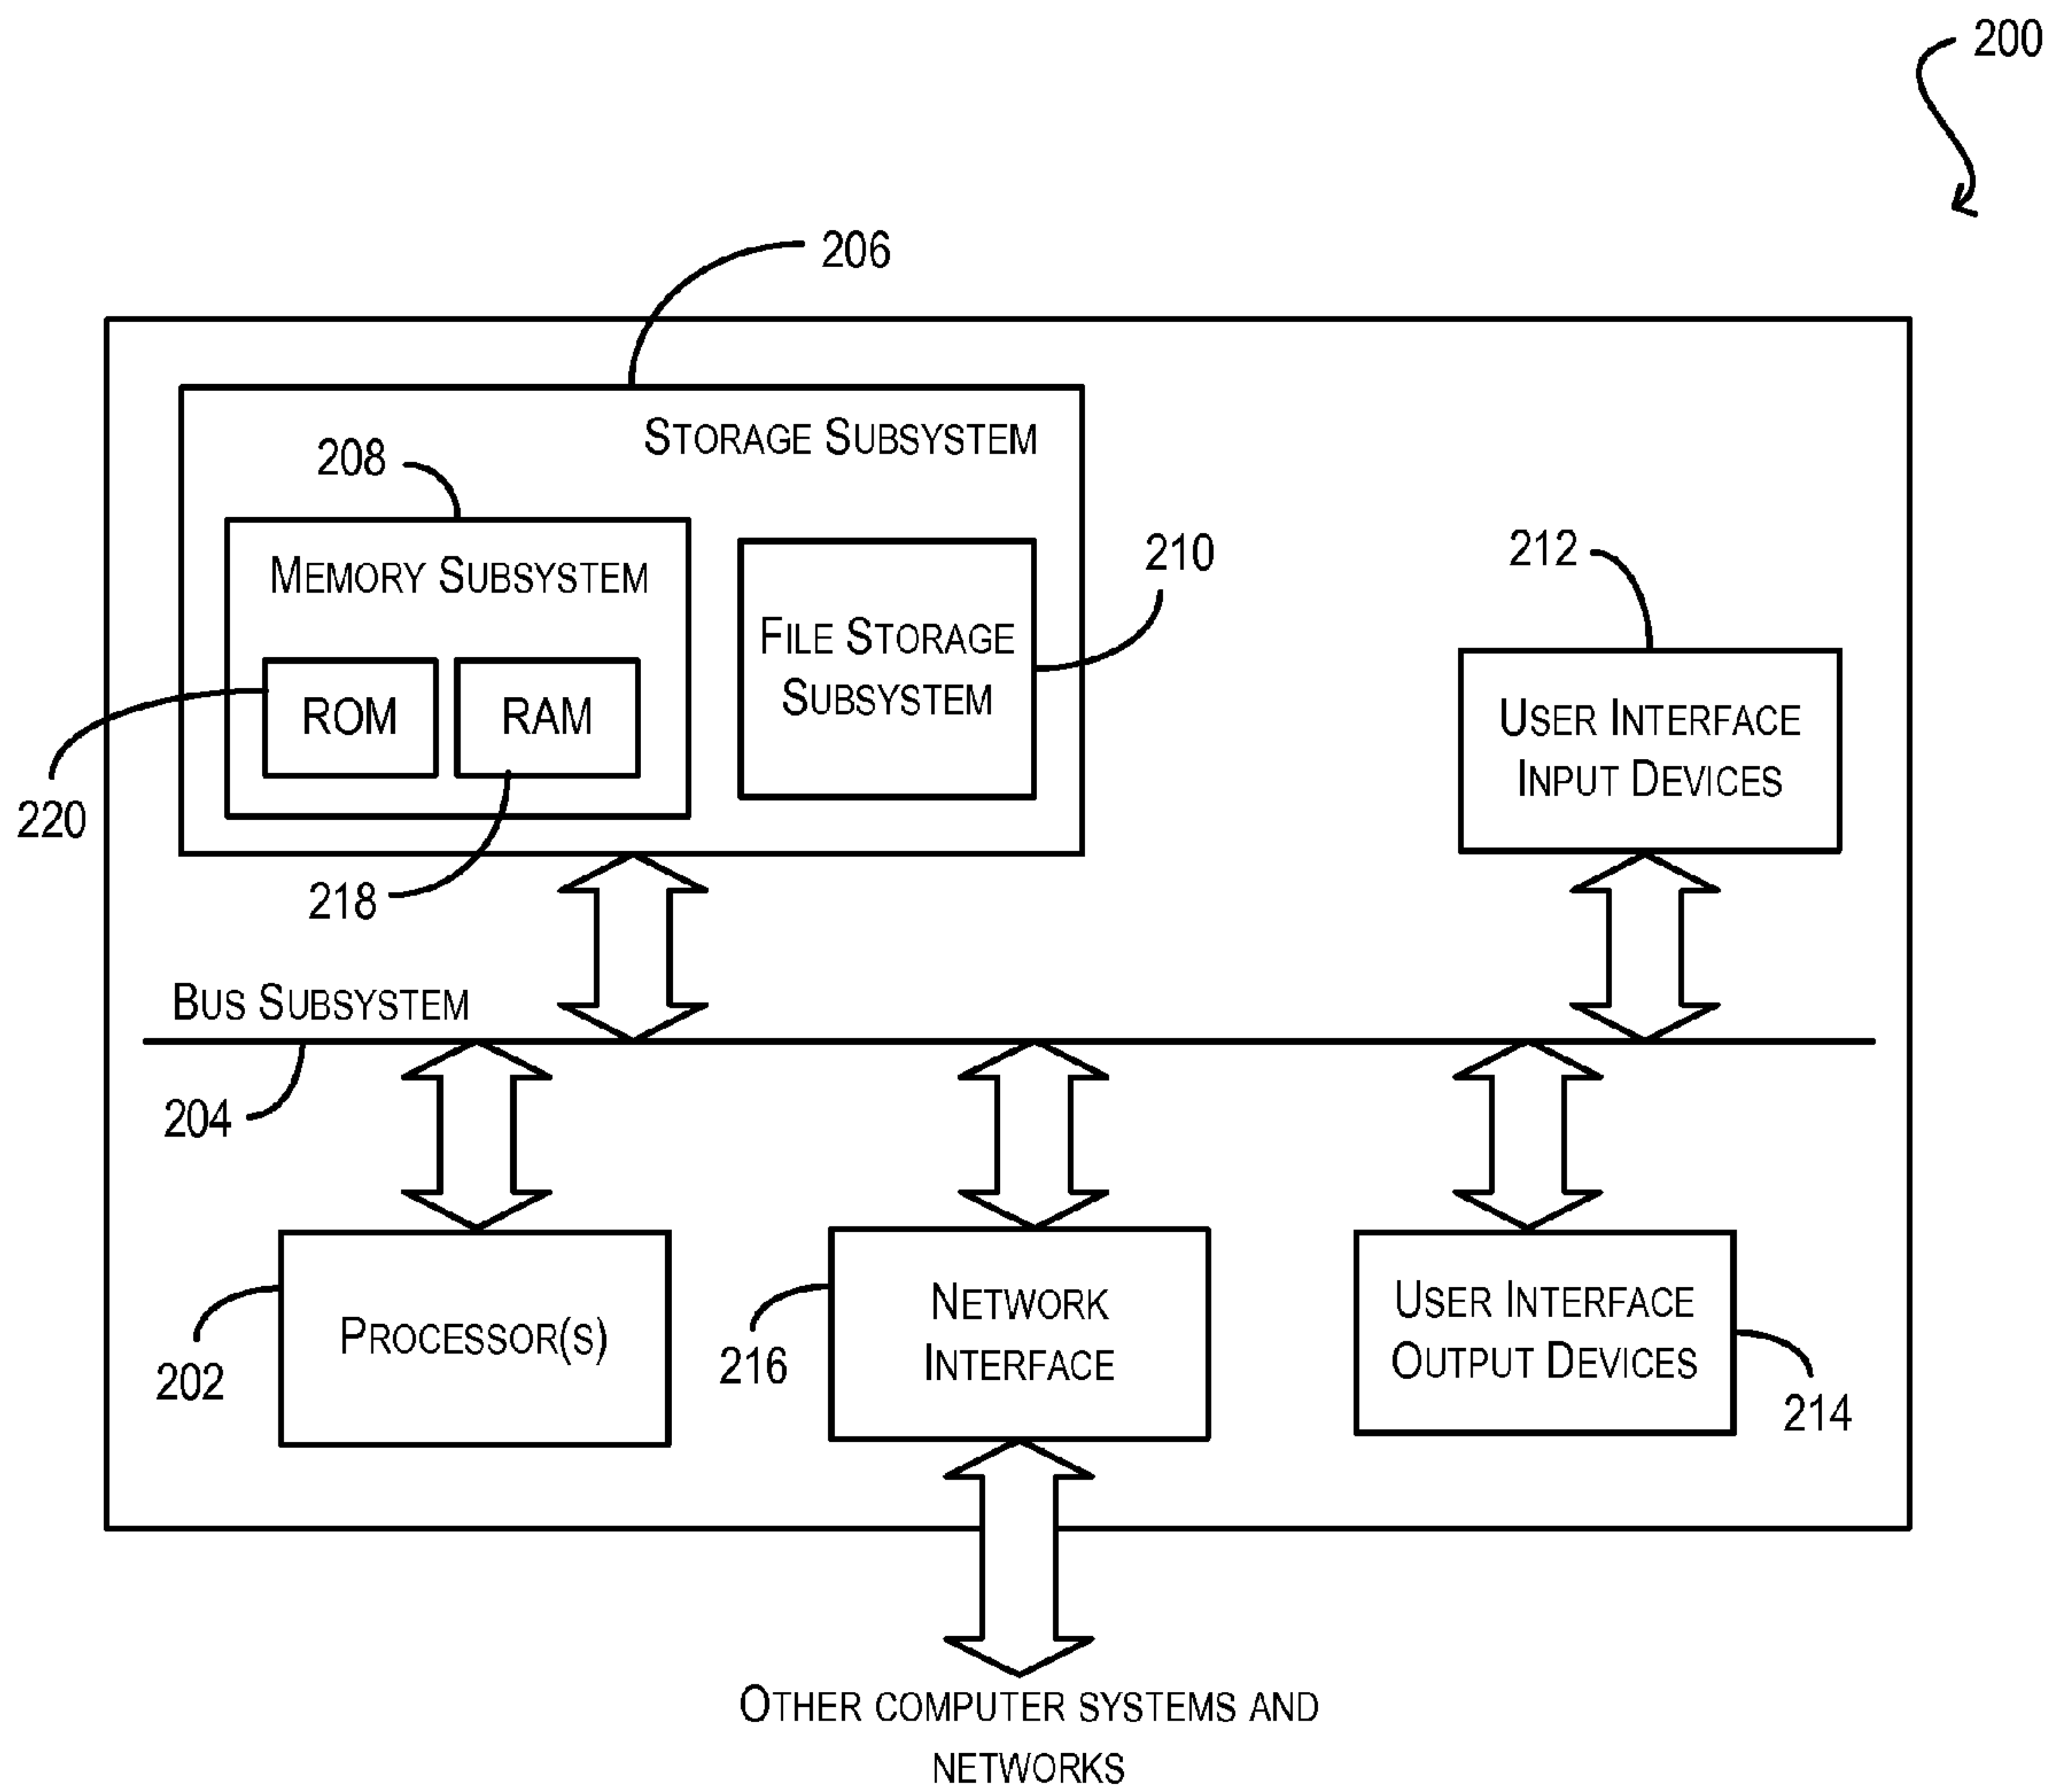 200
206
STORAGE SUBSYSTEM
208
MEMORY SUBSYSTEM
210
212
FILE STORAGE
SUBSYSTEM
ROM
RAM
USER INTERFACE
INPUT DEVICES
220
218
BUS SUBSYSTEM
204
PROCESSOR(S)
202
NETWORK
INTERFACE
216
USER INTERFACE
OUTPUT DEVICES
214
OTHER COMPUTER SYSTEMS AND
NETWORKS